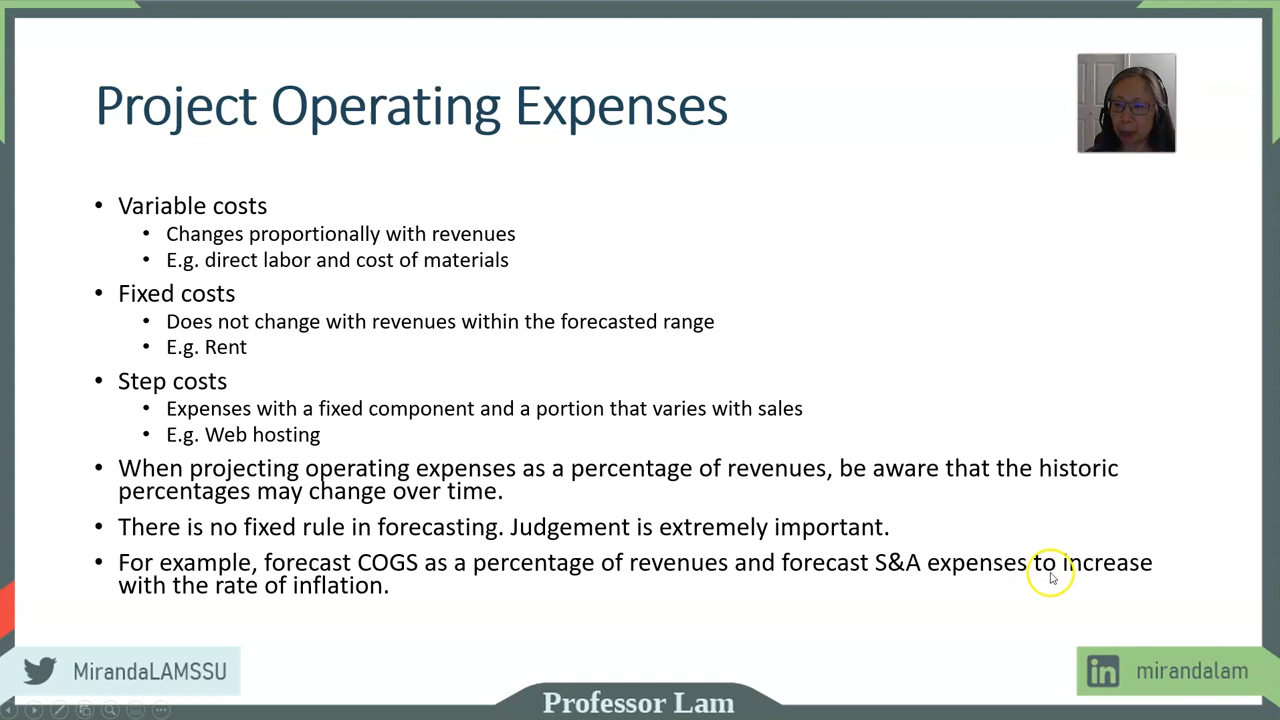 Project Operating Expenses
• Variable costs
• Changes proportionally with revenues
• E.g. direct labor and cost of materials
• Fixed costs
• Does not change with revenues within the forecasted range
• E.g. Rent
• Step costs
• Expenses with a fixed component and a portion that varies with sales
• E.g. Web hosting
• When projecting operating expenses as a percentage of revenues, be aware that the historic
percentages may change over time.
• There is no fixed rule in forecasting. Judgement is extremely important.
• For example, forecast COGS as a percentage of revenues and forecast S&A expenses to increase
with the rate of inflation.
MirandaLAMSSU
in mirandalam
Professor Lam